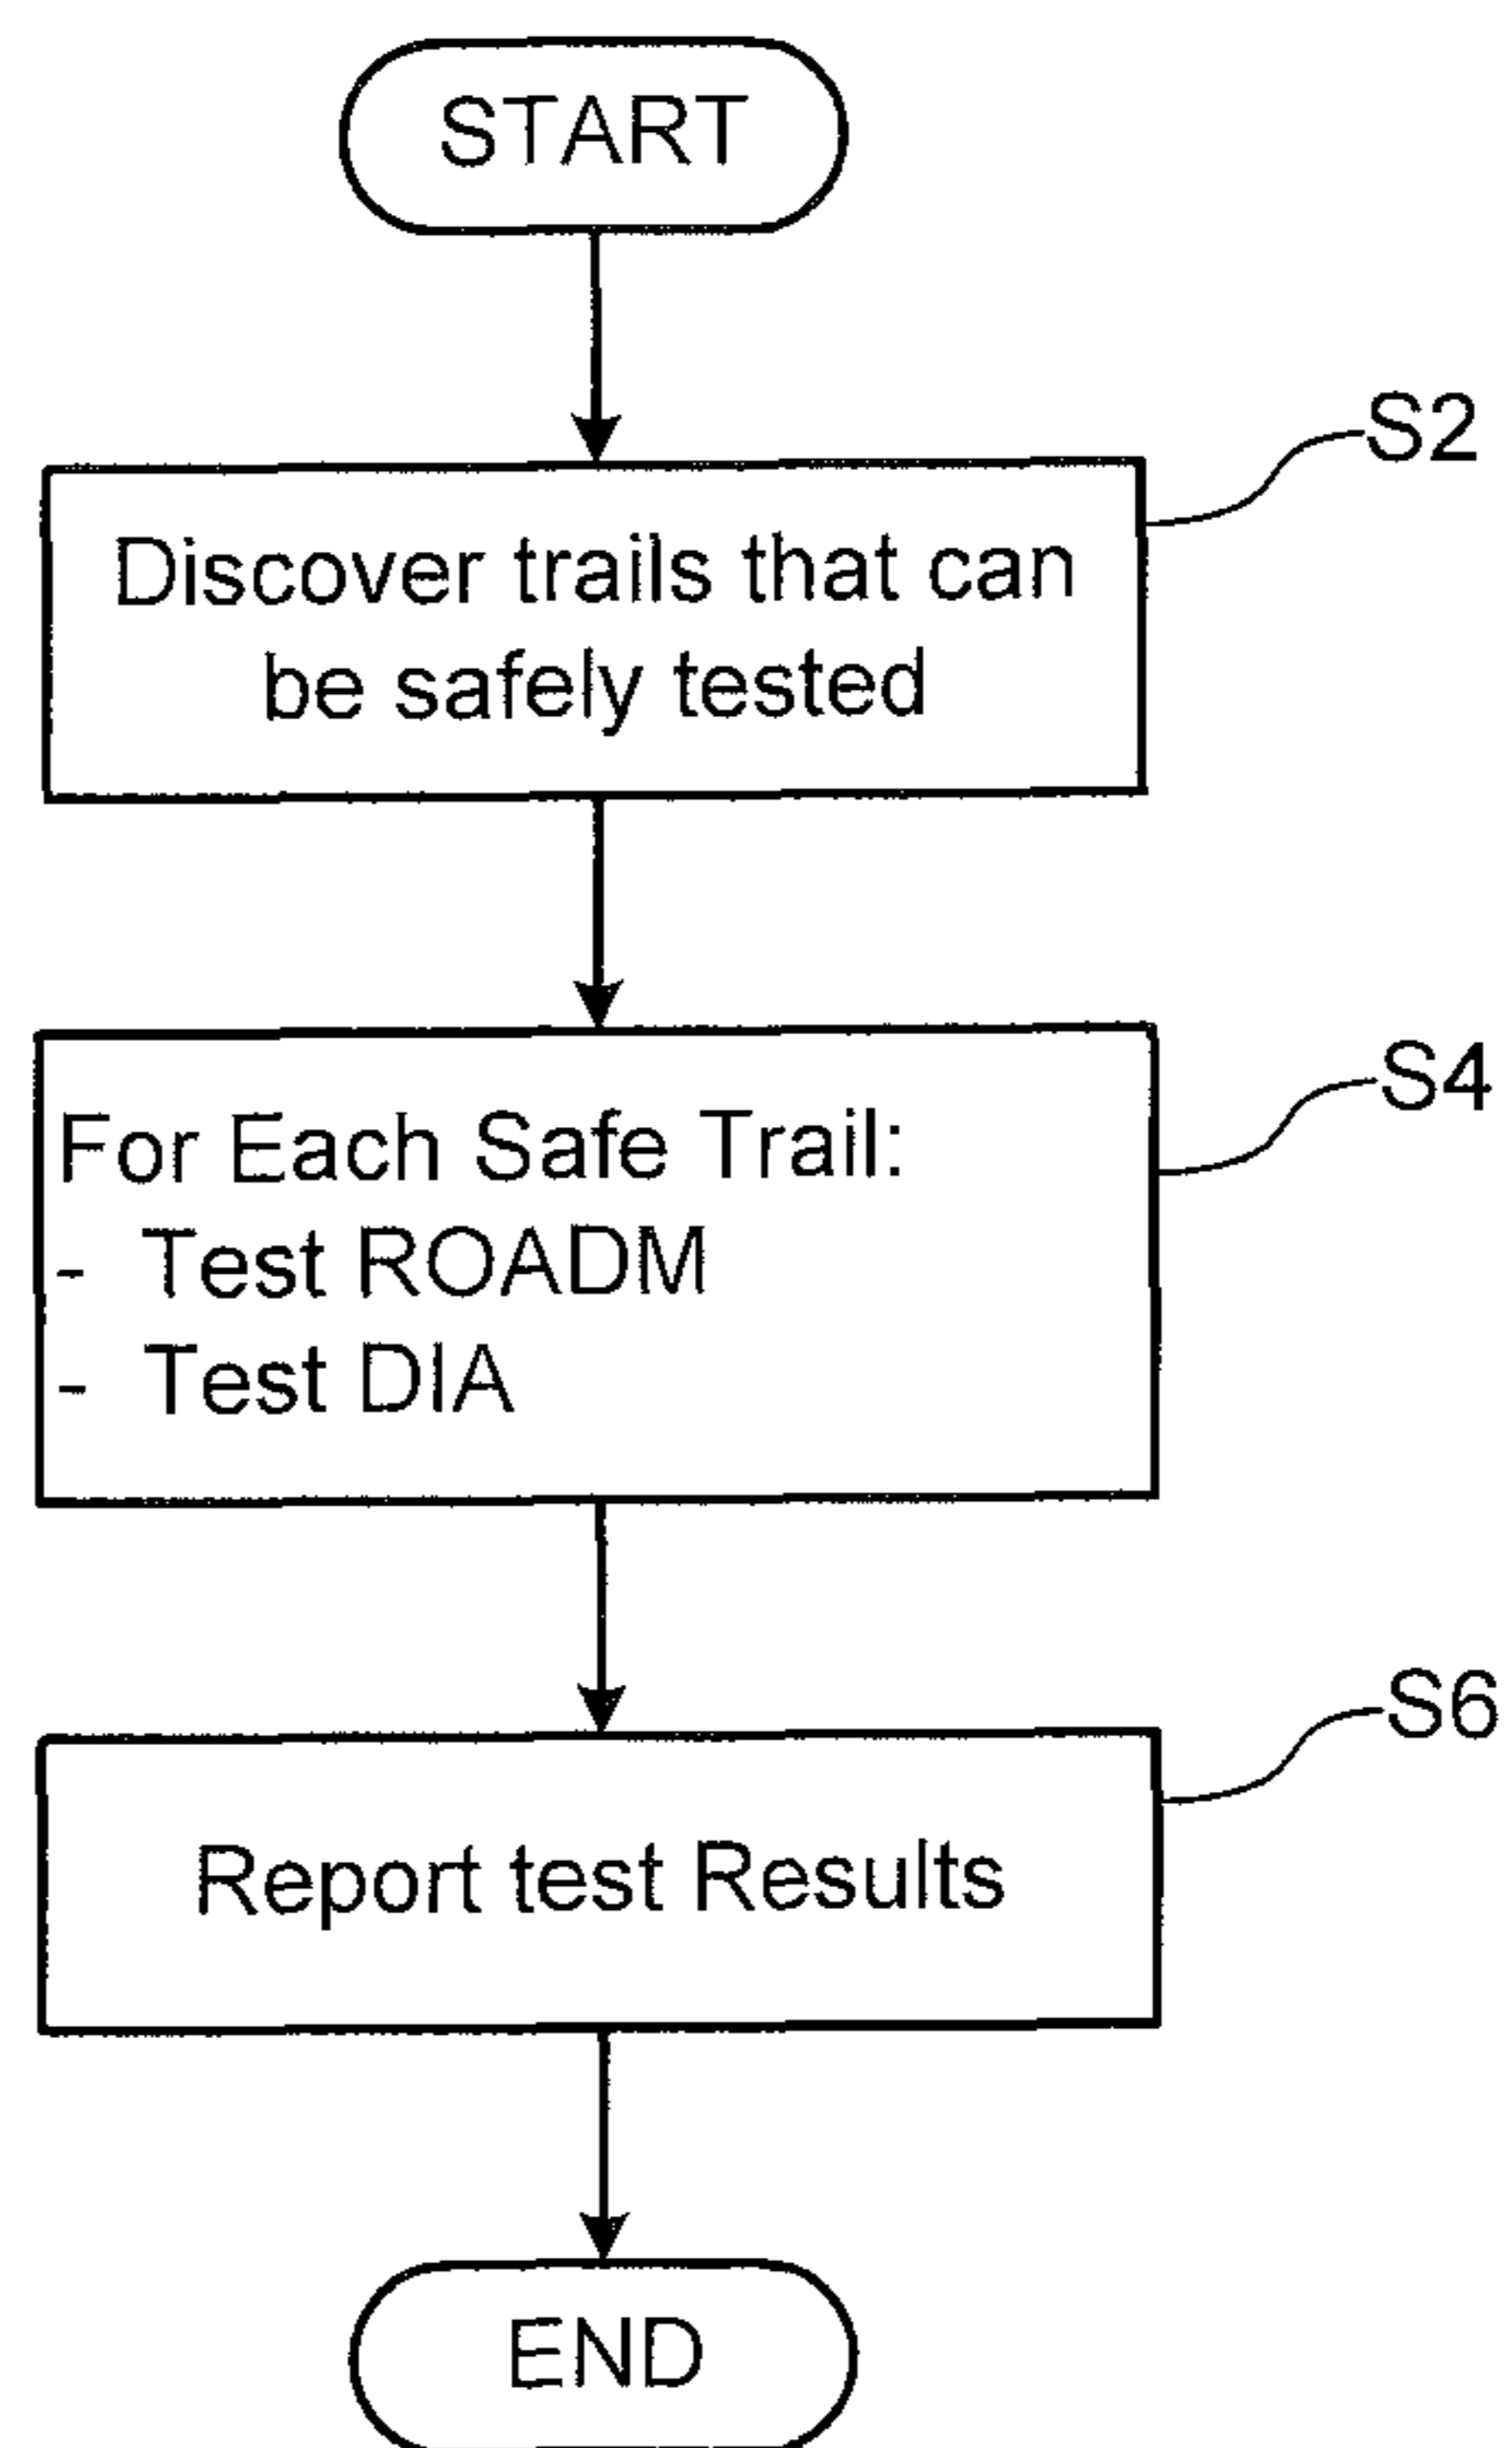 START
S2
Discover trails that can
be safely tested
S4
For Each Safe Trail:
- Test ROADM
- Test DIA
S6
Report test Results
END